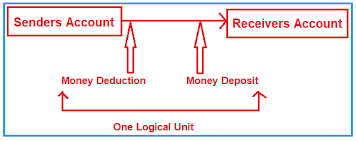 Senders Account
Receivers Account
Money Deduction
Money Deposit
One Logical Unit